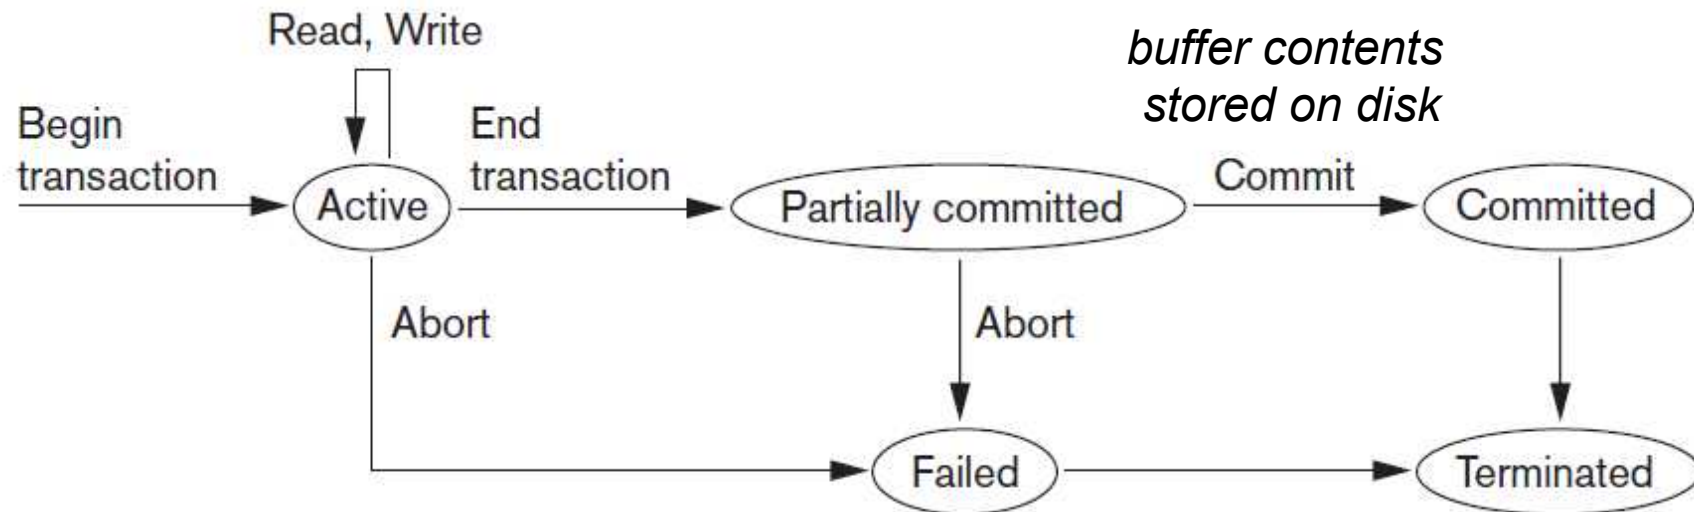 Read, Write
buffer contents
stored on disk
Begin
transaction
End
transaction
Commit
Active
Partially committed
Committed
Abort
Abort
Failed
Terminated